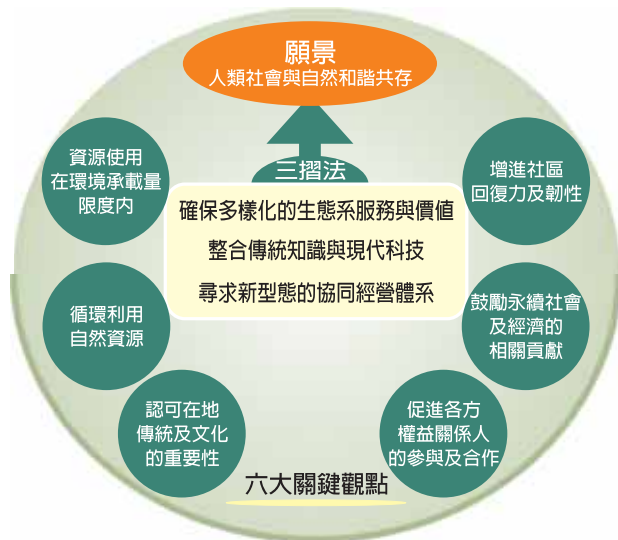 願景
人類社會與自然和諧共存
三摺法
確保多樣化的生態系服務與價值
整合傳統知識與現代科技
尋求新型態的協同經營體系
資源使用
在環境承載量
限度內
循環利用
自然資源
認可在地
傳統及文化
的重要性
增進社區
回復力及韌性
鼓勵永續社會
及經濟的
相關貢獻
促進各方
權益關係人
的參與及合作
六大關鍵觀點